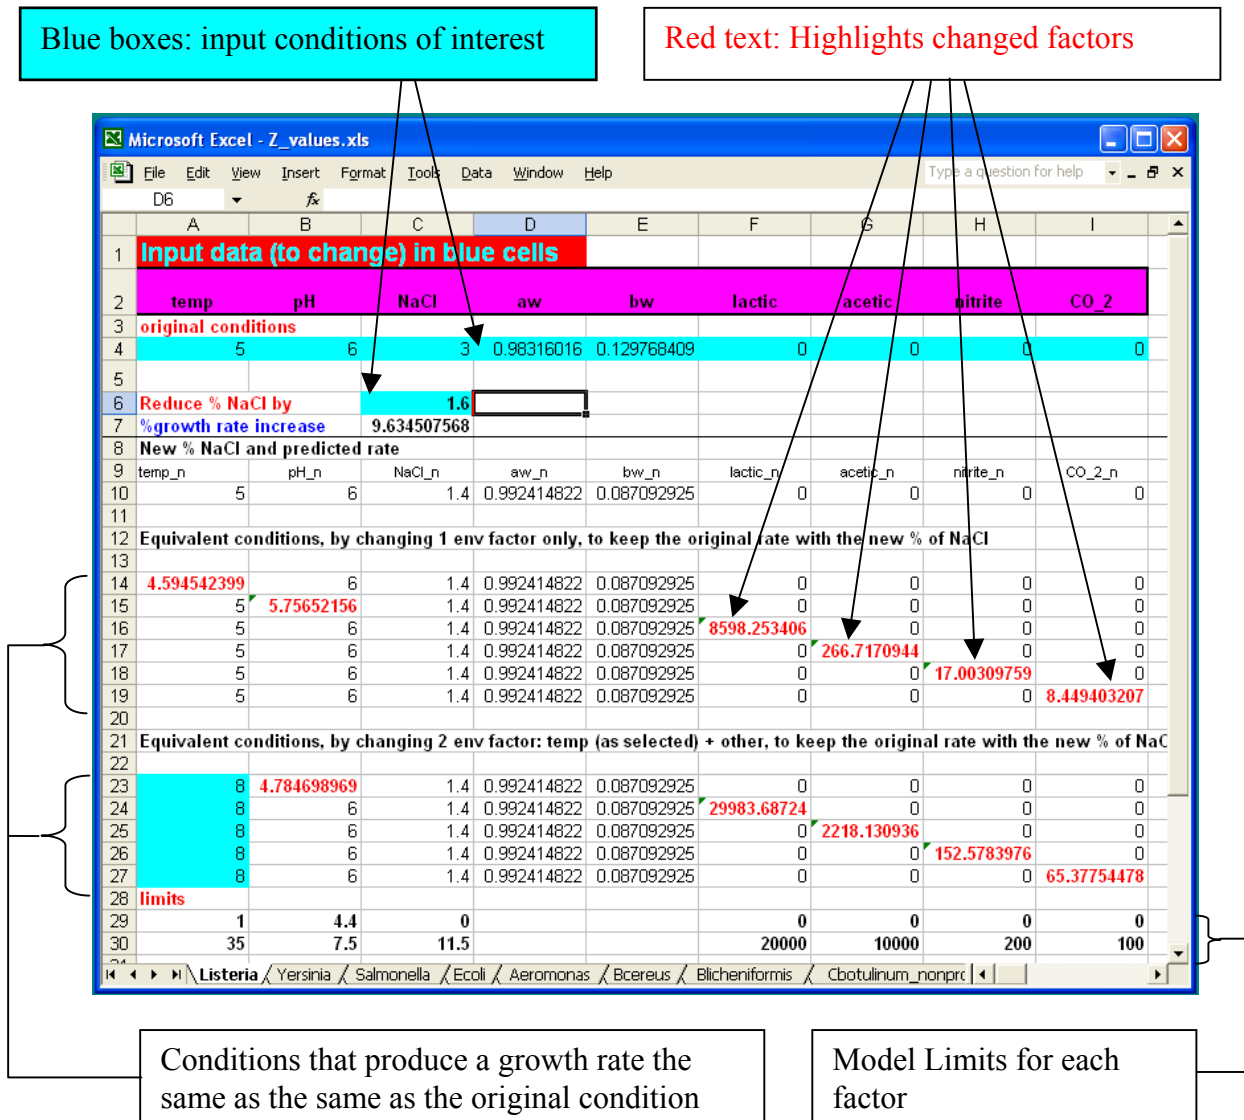 Blue boxes: input conditions of interest
Red text: Highlights changed factors
Microsoft Excel - Z_values.xls
File Edit View Insert Format Tools Data Window Help Type a question for help
D6 fx
A B C D E F G H I
1 Input data (to change) in blue cells
2 temp pH NaCl aw bw lactic acetic nitrite CO_2
3 original conditions
4 5 6 3 0.98316016 0.129768409 0 0 0 0
5
6 Reduce % NaCl by 1.6
7 %growth rate increase 9.634507568
8 New % NaCl and predicted rate
9 temp_n pH_n NaCl_n aw_n bw_n lactic_n acetic_n nitrite_n CO_2_n
10 5 6 1.4 0.992414822 0.087092925 0 0 0 0
11
12 Equivalent conditions, by changing 1 env factor only, to keep the original rate with the new % of NaCl
13
14 4.594542399 6 1.4 0.992414822 0.087092925 0 0 0 0
15 5 5.75652156 1.4 0.992414822 0.087092925 0 0 0 0
16 5 6 1.4 0.992414822 0.087092925 8598.253406 0 0 0
17 5 6 1.4 0.992414822 0.087092925 0 266.7170944 0 0
18 5 6 1.4 0.992414822 0.087092925 0 0 17.00309759 0
19 5 6 1.4 0.992414822 0.087092925 0 0 0 8.449403207
20
21 Equivalent conditions, by changing 2 env factor: temp (as selected) + other, to keep the original rate with the new % of NaC
22
23 8 4.784698969 1.4 0.992414822 0.087092925 0 0 0 0
24 8 6 1.4 0.992414822 0.087092925 29983.68724 0 0 0
25 8 6 1.4 0.992414822 0.087092925 0 2218.130936 0 0
26 8 6 1.4 0.992414822 0.087092925 0 0 152.5783976 0
27 8 6 1.4 0.992414822 0.087092925 0 0 0 65.37754478
28 limits
29 1 4.4 0 0 0 0 0
30 35 7.5 11.5 20000 10000 200 100
Listeria Yersinia Salmonella Ecoli Aeromonas Bcereus Blicheniformis Cbotulinum_nonprc
Conditions that produce a growth rate the
same as the same as the original condition
Model Limits for each
factor